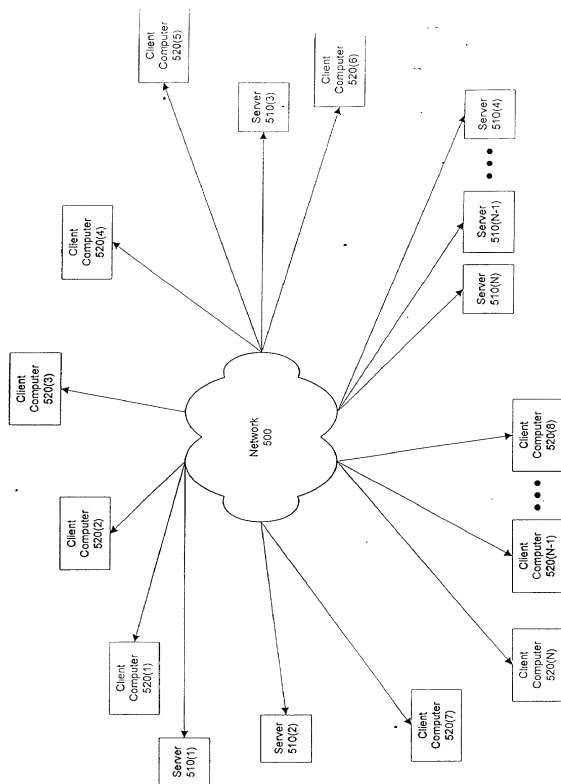 Client
Computer
520(3)
Client
Computer
520(2)
Client
Computer
520(4)
Client
Computer
520(1)
Client
Computer
520(5)
Server
510(1)
Network
500
Server
510(2)
Server
510(3)
Client
Computer
520(6)
Client
Computer
520(7)
Client
Computer
520(N)
Client
Computer
520(N-1)
Client
Computer
520(8)
Server
510(N)
Server
510(N-1)
Server
510(4)